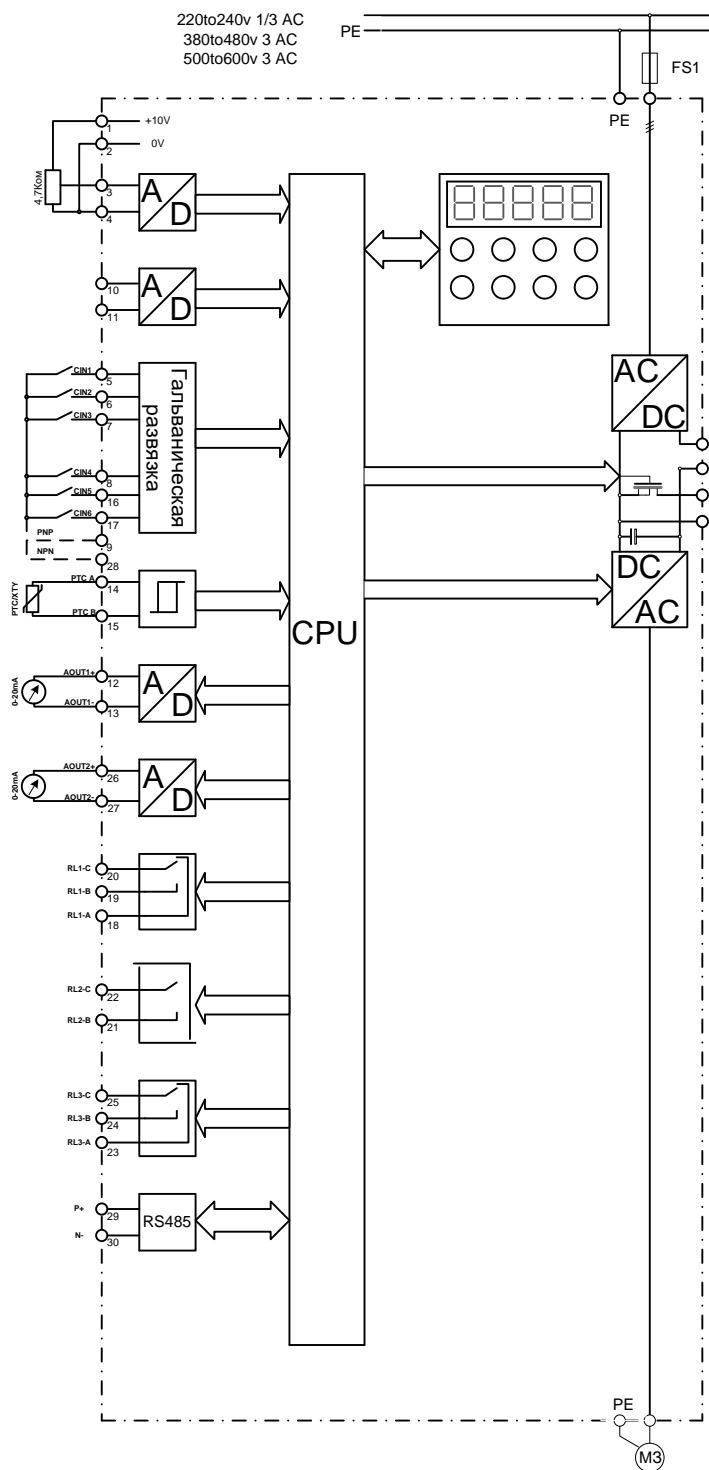 220to240v 1/3 AC
380to480v 3 AC
500to600v 3 AC
PE
FS1
PE
1
+10V
2
0V
4,7Ком
3
4
A
D
10
11
A
D
CIN1
5
CIN2
6
CIN3
7
CIN4
8
CIN5
16
CIN6
17
Гальваническая
развязка
PNP
9
NPN
28
PTC/XTY
PTC A
14
PTC B
15
CPU
AC
DC
DC
AC
0-20mA
AOUT1+
12
AOUT1-
13
A
D
0-20mA
AOUT2+
26
AOUT2-
27
A
D
RL1-C
20
RL1-B
19
RL1-A
18
RL2-C
22
RL2-B
21
RL3-C
25
RL3-B
24
RL3-A
23
P+
29
N-
30
RS485
PE
M3